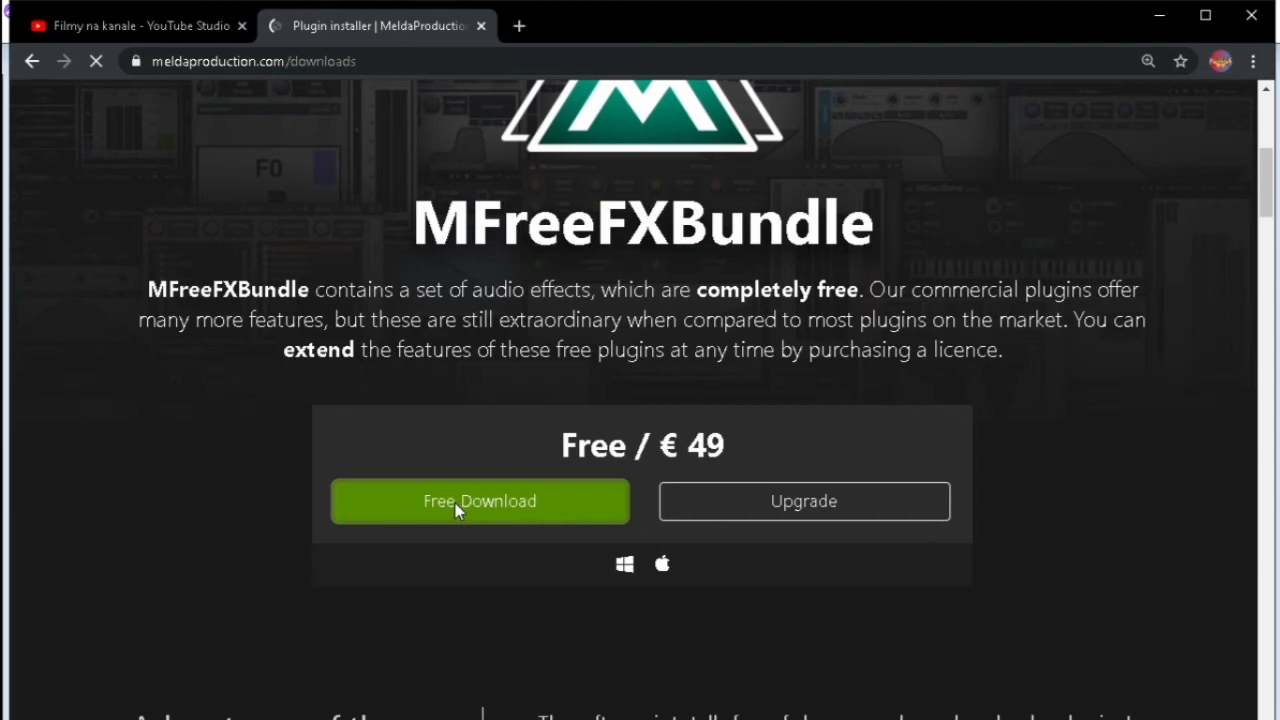 Filmy na kanale - YouTube Studio
Plugin installer | MeldaProductio
meldaproduction.com/downloads
F0
MFreeFXBundle
MFreeFXBundle contains a set of audio effects, which are completely free. Our commercial plugins offer
many more features, but these are still extraordinary when compared to most plugins on the market. You can
extend the features of these free plugins at any time by purchasing a licence.
Free / € 49
Free Download
Upgrade